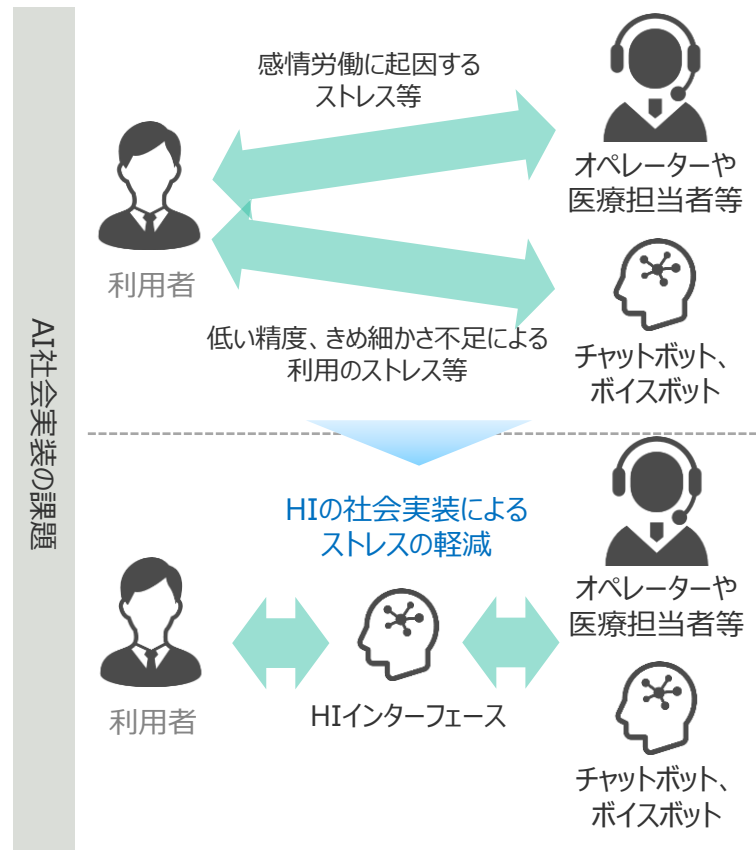 AI社会実装の課題
感情労働に起因する
ストレス等
利用者
オペレーターや
医療担当者等
低い精度、きめ細かさ不足による
利用のストレス等
チャットボット、
ボイスボット
HIの社会実装による
ストレスの軽減
利用者
HIインターフェース
オペレーターや
医療担当者等
チャットボット、
ボイスボット